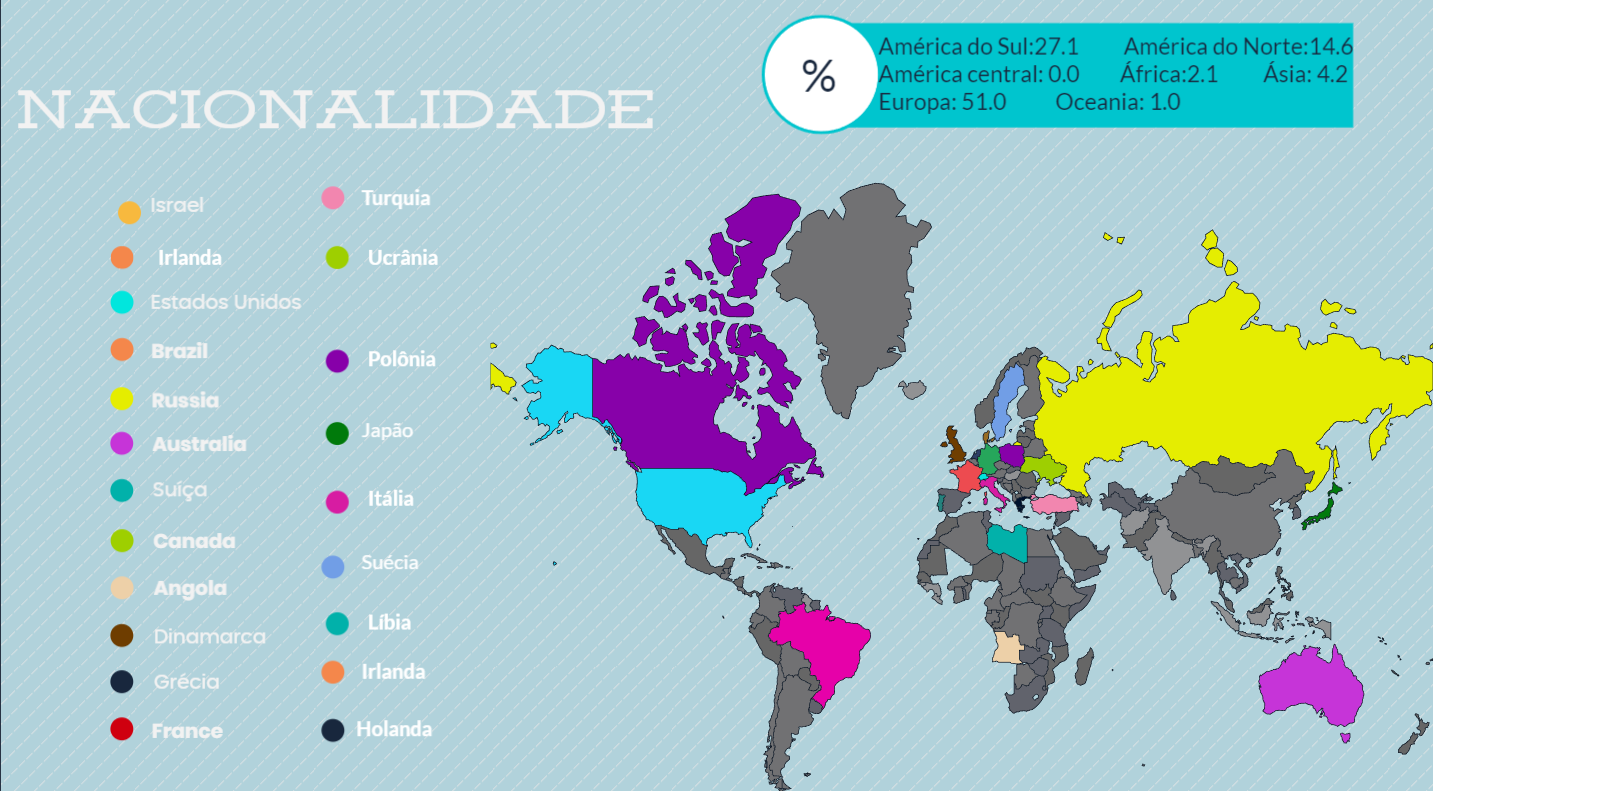 %
América do Sul:27.1 América do Norte:14.6
América central: 0.0 África:2.1 Ásia: 4.2
Europa: 51.0 Oceania: 1.0
NACIONALIDADE
Israel
Irlanda
Estados Unidos
Brazil
Russia
Australia
Suíça
Canada
Angola
Dinamarca
Grécia
France
Turquia
Ucrânia
Polônia
Japão
Itália
Suécia
Líbia
Irlanda
Holanda